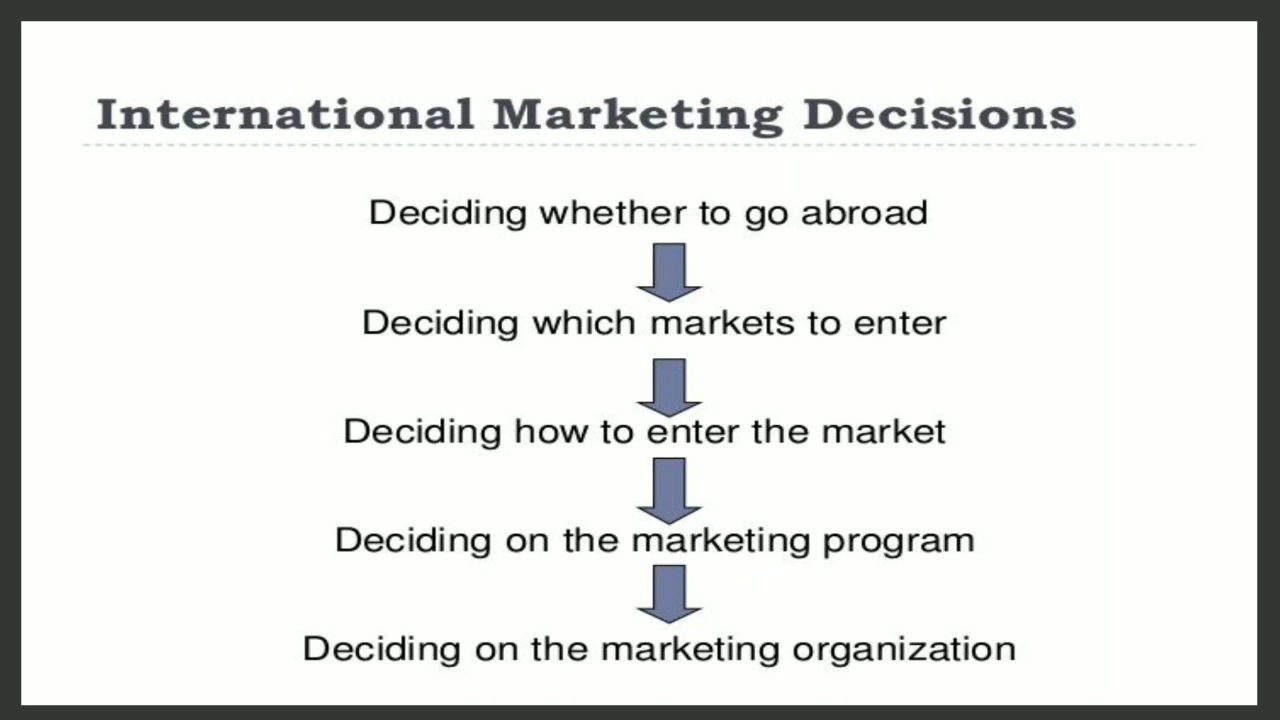 International Marketing Decisions
Deciding whether to go abroad
Deciding which markets to enter
Deciding how to enter the market
Deciding on the marketing program
Deciding on the marketing organization